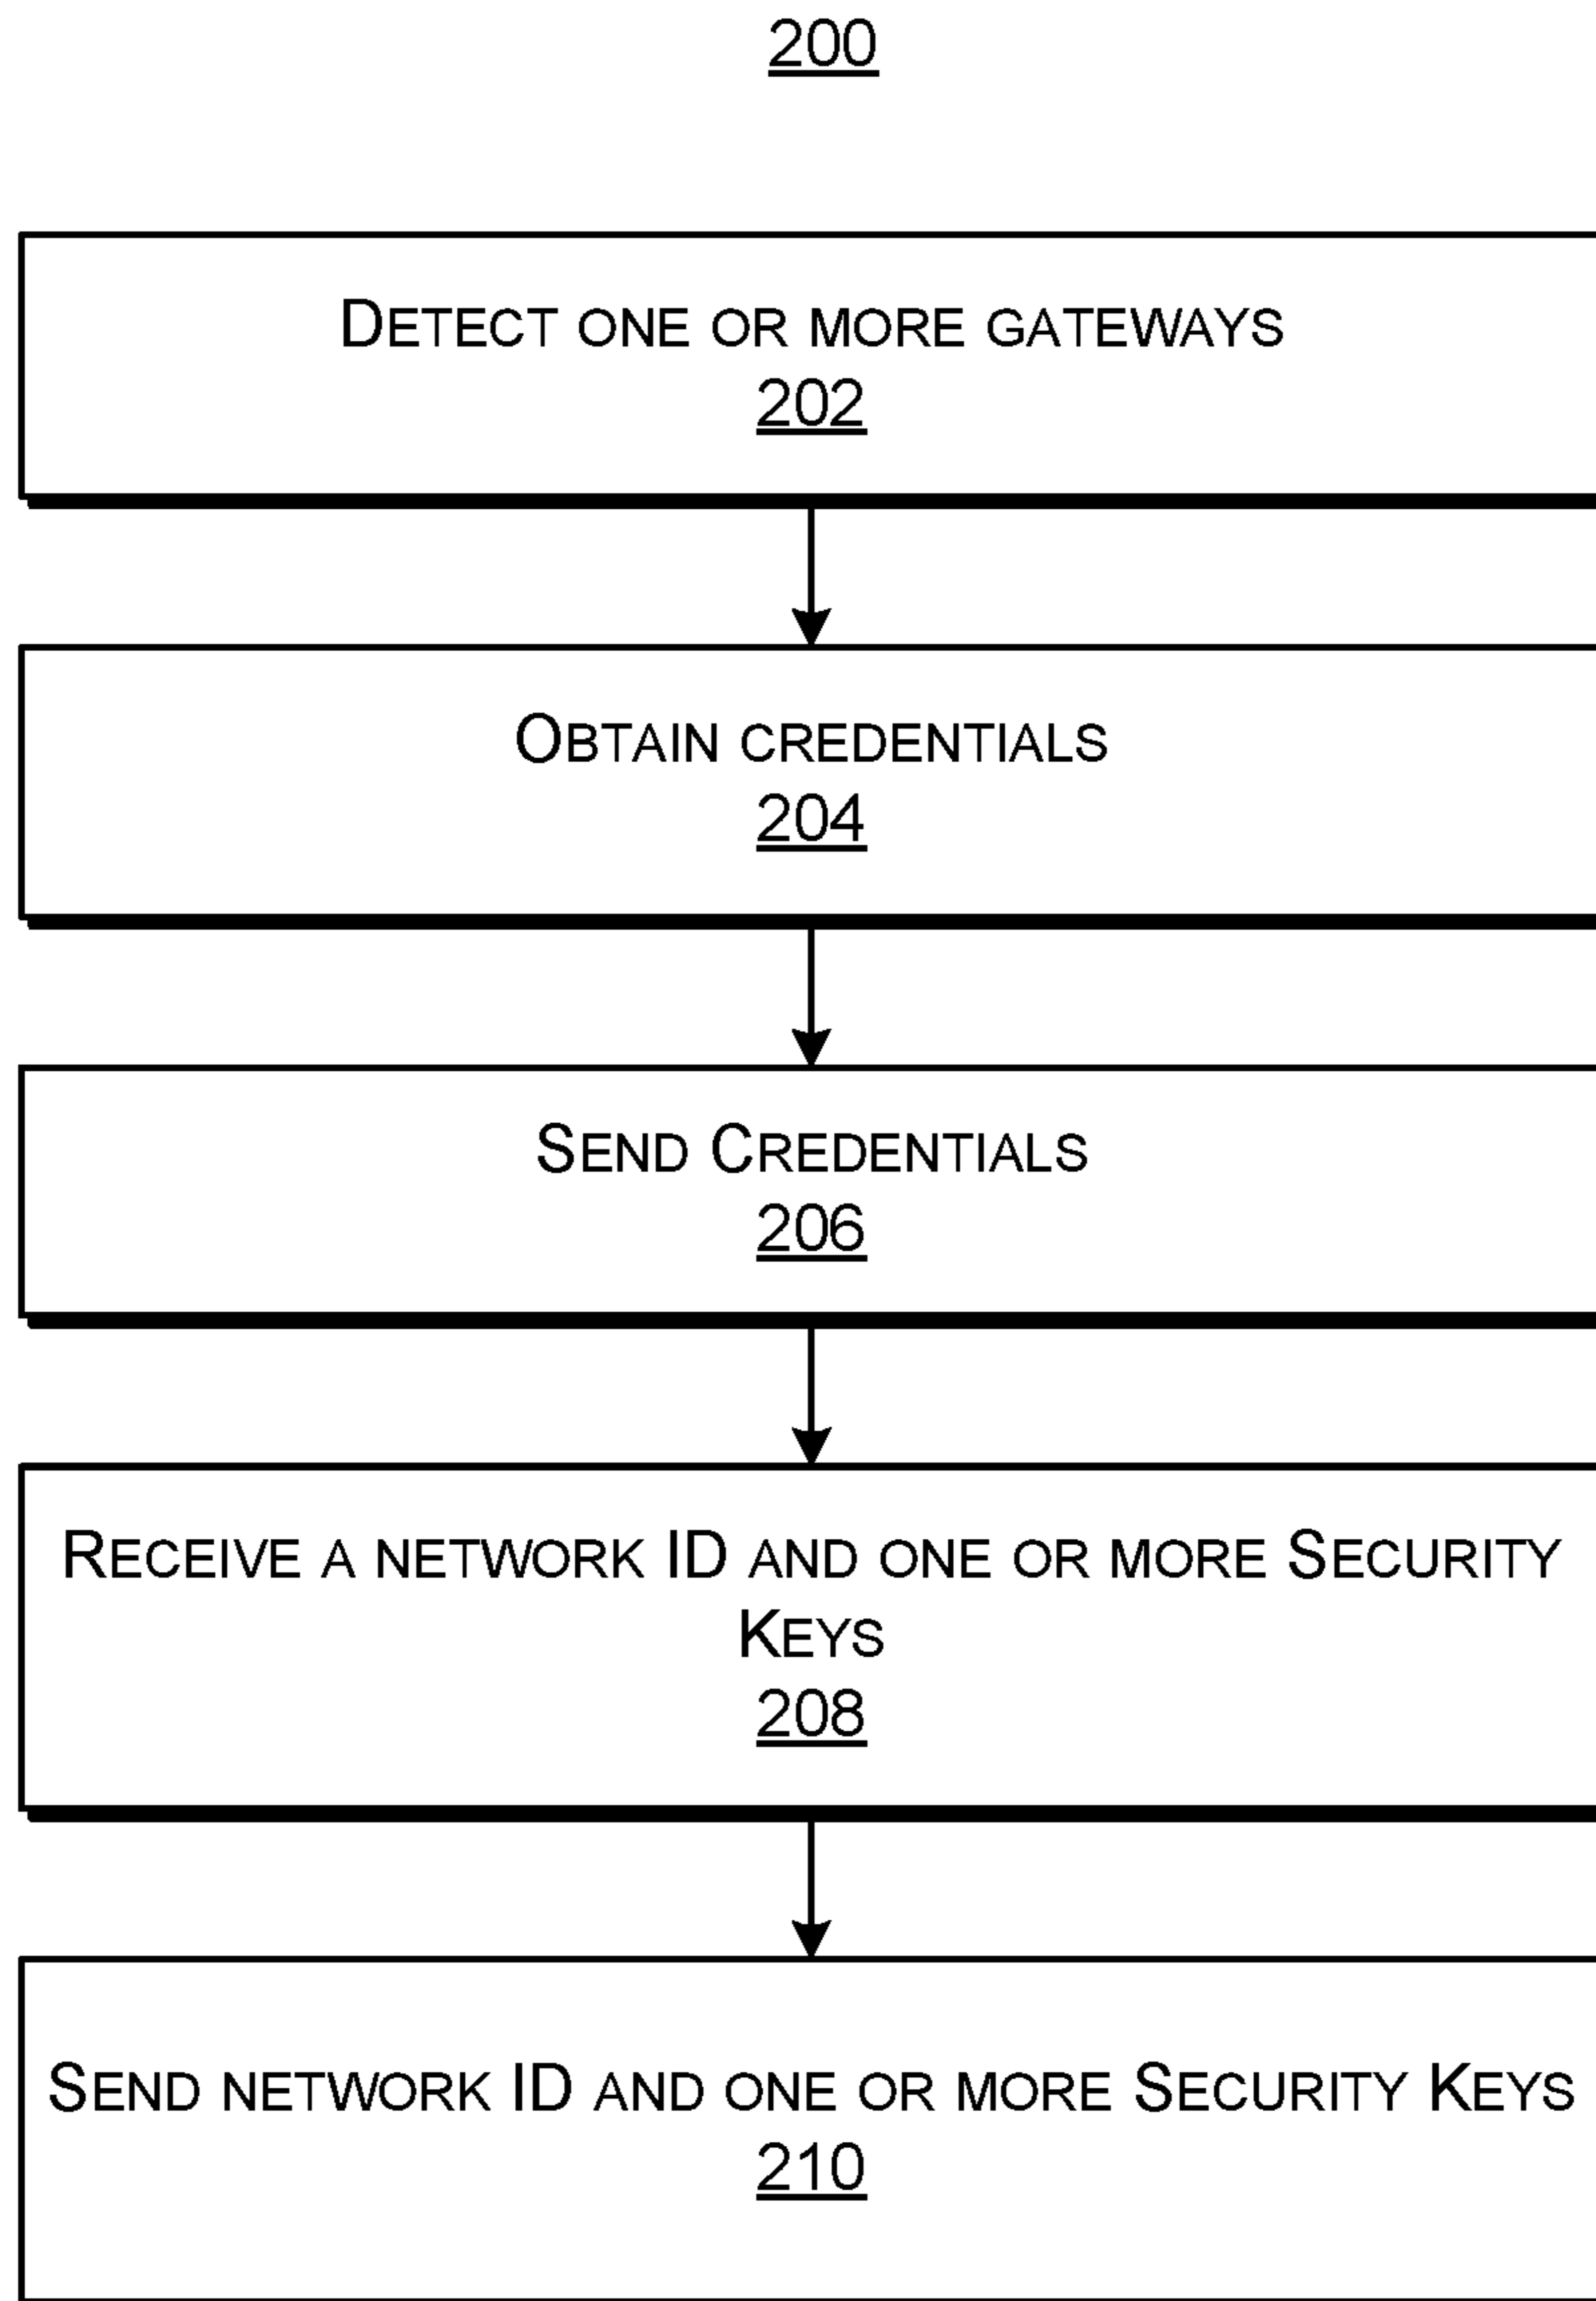 200
Detect one or more gateways
202
Obtain credentials
204
Send Credentials
206
Receive a network ID and one or more Security
Keys
208
Send network ID and one or more Security Keys
210